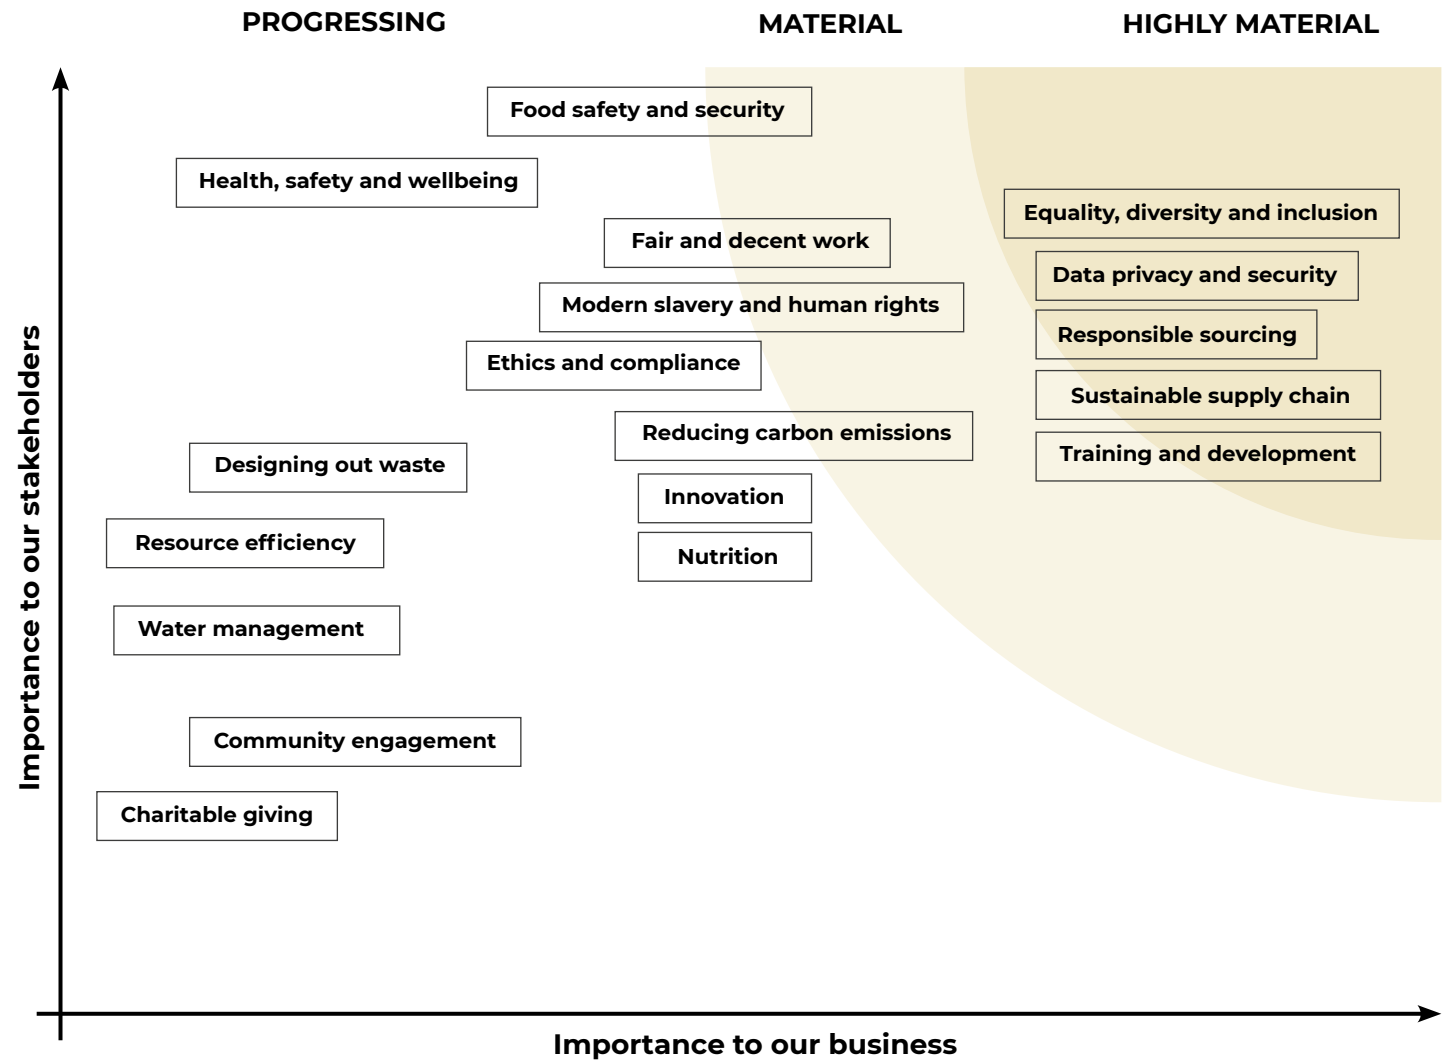 PROGRESSING
MATERIAL
HIGHLY MATERIAL
Food safety and security
Health, safety and wellbeing
Equality, diversity and inclusion
Fair and decent work
Data privacy and security
Modern slavery and human rights
Responsible sourcing
Ethics and compliance
Sustainable supply chain
Reducing carbon emissions
Training and development
Designing out waste
Innovation
Resource efficiency
Nutrition
Water management
Community engagement
Charitable giving
Importance to our stakeholders
Importance to our business